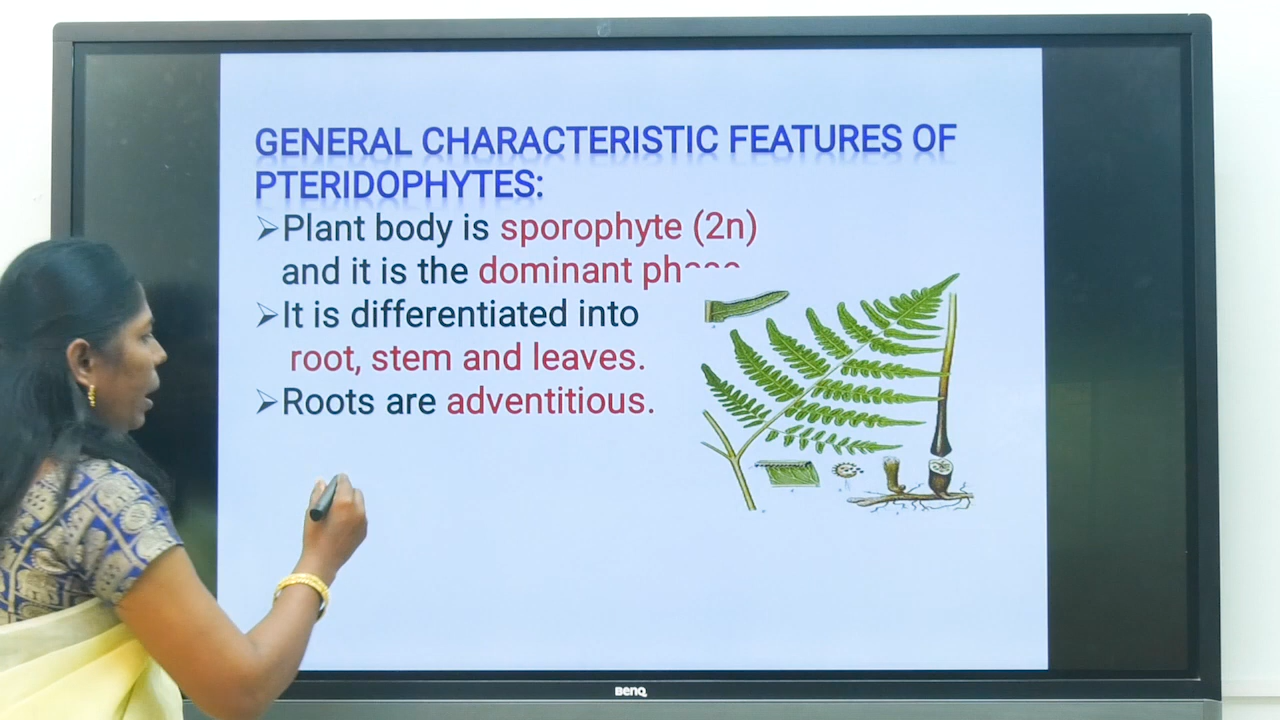 GENERAL CHARACTERISTIC FEATURES OF
PTERIDOPHYTES:
➢Plant body is sporophyte (2n)
and it is the dominant
➢It is differentiated into
root, stem and leaves.
➢Roots are adventitious.
BenQ